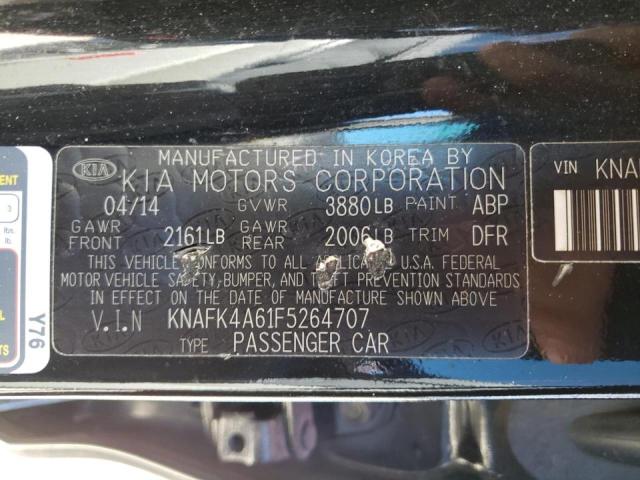 MANUFACTURED IN KOREA BY
KIA KIA MOTORS CORPORATION
04/14 GVWR 3880LB PAINT ABP
GAWR FRONT 2161LB GAWR REAR 2006LB TRIM DFR
THIS VEHICLE CONFORMS TO ALL APPLICABLE U.S.A. FEDERAL
MOTOR VEHICLE SAFETY, BUMPER, AND THEFT PREVENTION STANDARDS
IN EFFECT ON THE DATE OF MANUFACTURE SHOWN ABOVE
V.I.N KNAFK4A61F5264707
TYPE PASSENGER CAR
Y76
VIN KNA